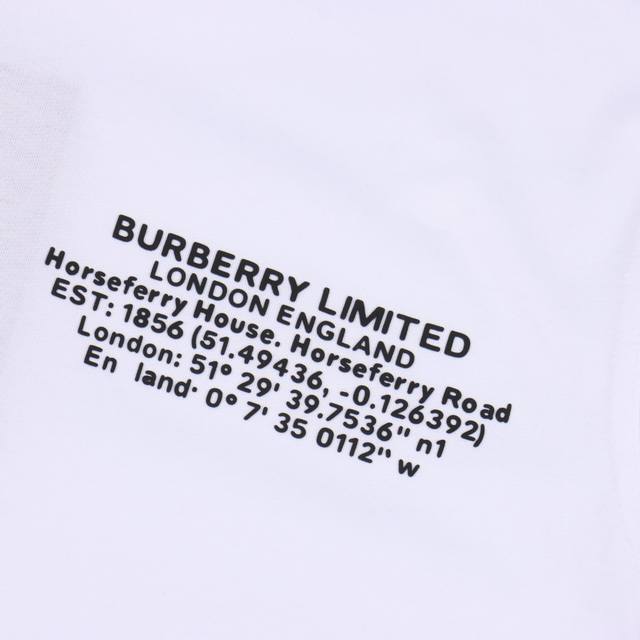 BURBERRY LIMITED
LONDON ENGLAND
Horseferry House. Horseferry Road
EST: 1856 (51.49436, -0.126392)
London: 51° 29' 39.7536" n1
En land· 0° 7' 35 0112" w